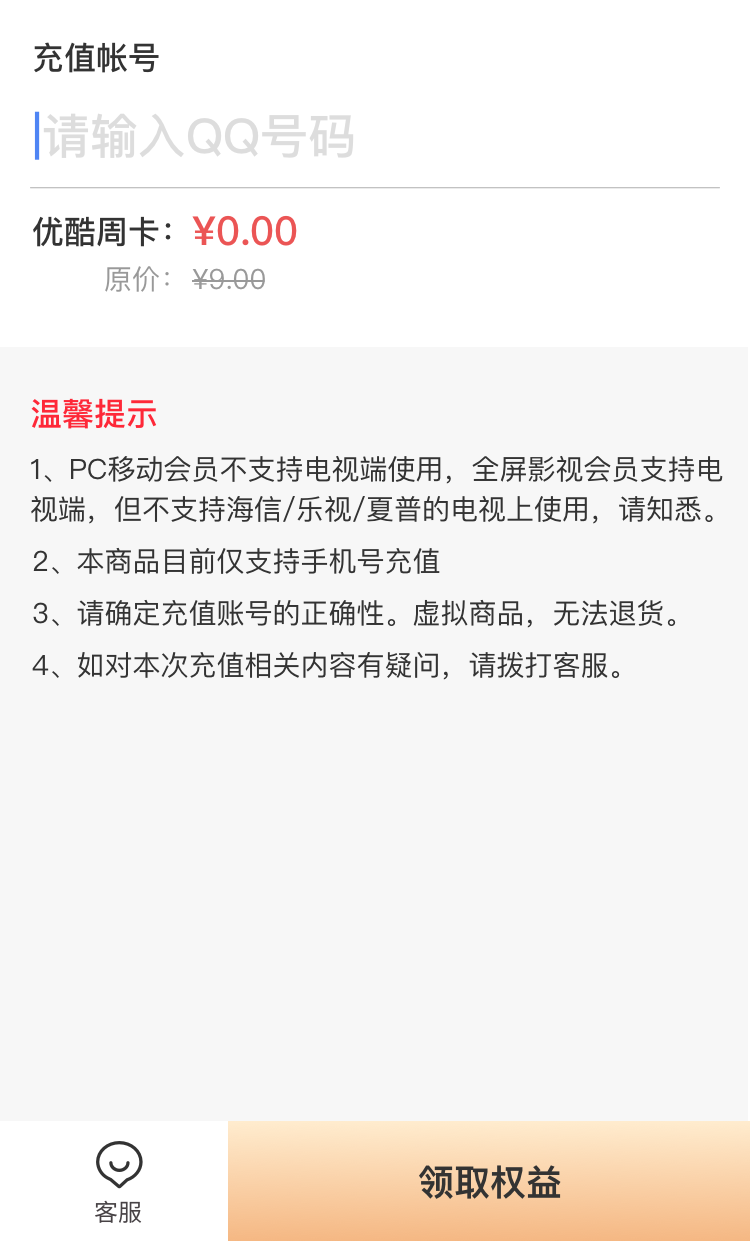 充值帐号
请输入QQ号码
优酷周卡：¥0.00
原价：¥9.00
温馨提示
1、PC移动会员不支持电视端使用，全屏影视会员支持电
视端，但不支持海信/乐视/夏普的电视上使用，请知悉。
2、本商品目前仅支持手机号充值
3、请确定充值账号的正确性。虚拟商品，无法退货。
4、如对本次充值相关内容有疑问，请拨打客服。
客服
领取权益